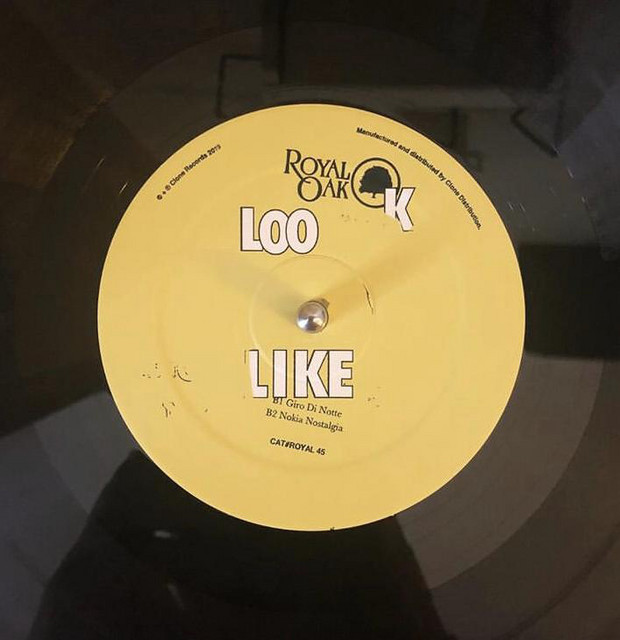 ℗ + © Clone Records 2019
Manufactured and distributed by Clone Distribution.
ROYAL
OAK
LOOK
LIKE
B1 Giro Di Notte
B2 Nokia Nostalgia
CAT#ROYAL 45